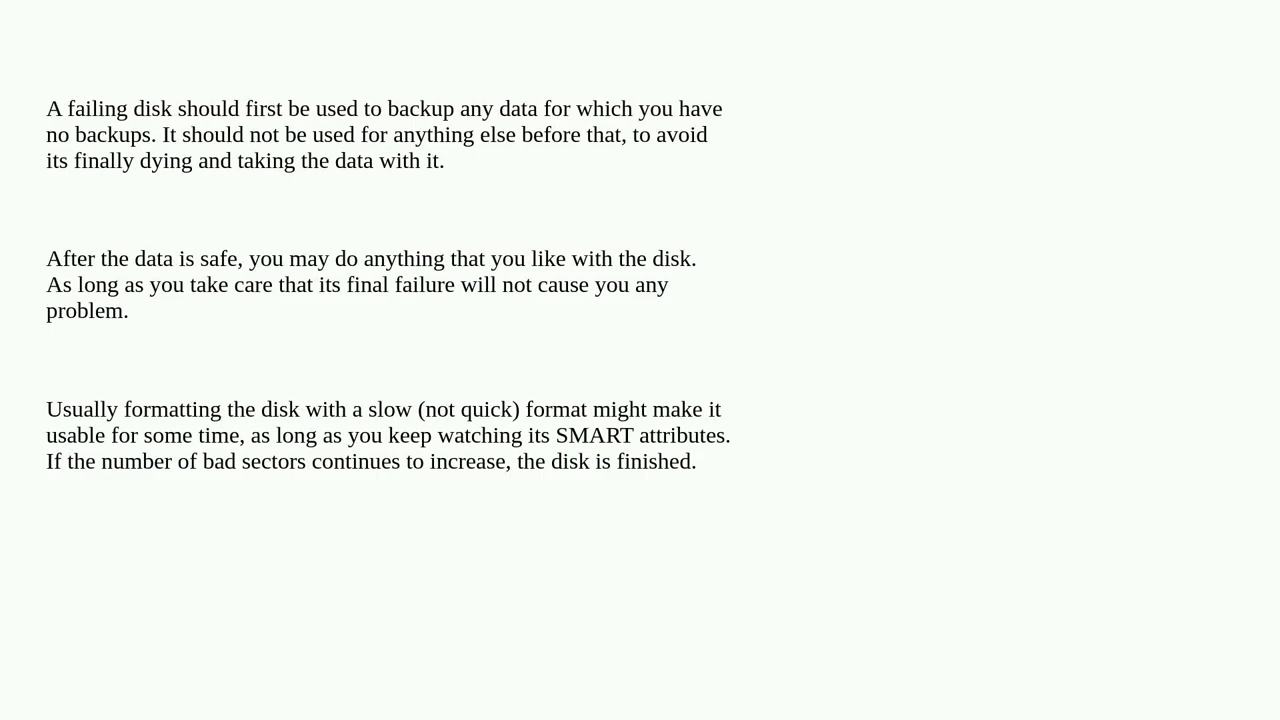 A failing disk should first be used to backup any data for which you have
no backups. It should not be used for anything else before that, to avoid
its finally dying and taking the data with it.
After the data is safe, you may do anything that you like with the disk.
As long as you take care that its final failure will not cause you any
problem.
Usually formatting the disk with a slow (not quick) format might make it
usable for some time, as long as you keep watching its SMART attributes.
If the number of bad sectors continues to increase, the disk is finished.